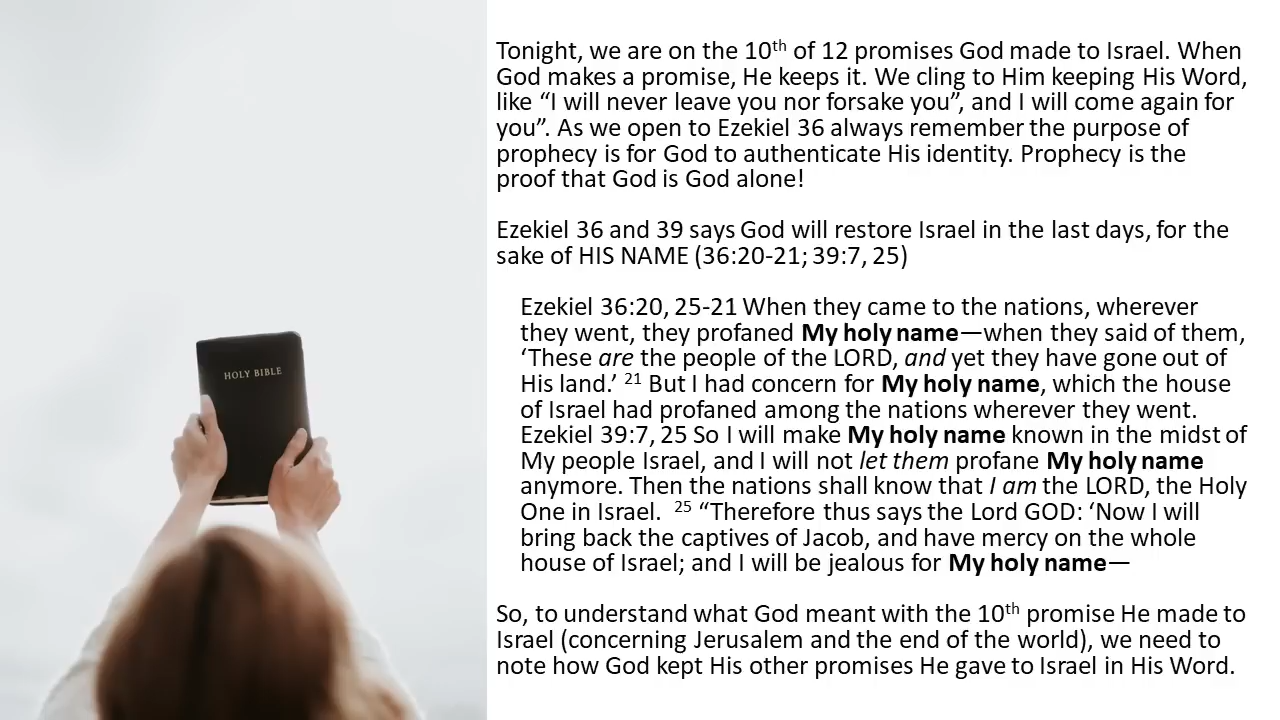 HOLY BIBLE
Tonight, we are on the 10th of 12 promises God made to Israel. When
God makes a promise, He keeps it. We cling to Him keeping His Word,
like “I will never leave you nor forsake you”, and I will come again for
you”. As we open to Ezekiel 36 always remember the purpose of
prophecy is for God to authenticate His identity. Prophecy is the
proof that God is God alone!
Ezekiel 36 and 39 says God will restore Israel in the last days, for the
sake of HIS NAME (36:20-21; 39:7, 25)
Ezekiel 36:20, 25-21 When they came to the nations, wherever
they went, they profaned My holy name—when they said of them,
‘These are the people of the LORD, and yet they have gone out of
His land.’ 21 But I had concern for My holy name, which the house
of Israel had profaned among the nations wherever they went.
Ezekiel 39:7, 25 So I will make My holy name known in the midst of
My people Israel, and I will not let them profane My holy name
anymore. Then the nations shall know that I am the LORD, the Holy
One in Israel. 25 “Therefore thus says the Lord GOD: ‘Now I will
bring back the captives of Jacob, and have mercy on the whole
house of Israel; and I will be jealous for My holy name—
So, to understand what God meant with the 10th promise He made to
Israel (concerning Jerusalem and the end of the world), we need to
note how God kept His other promises He gave to Israel in His Word.